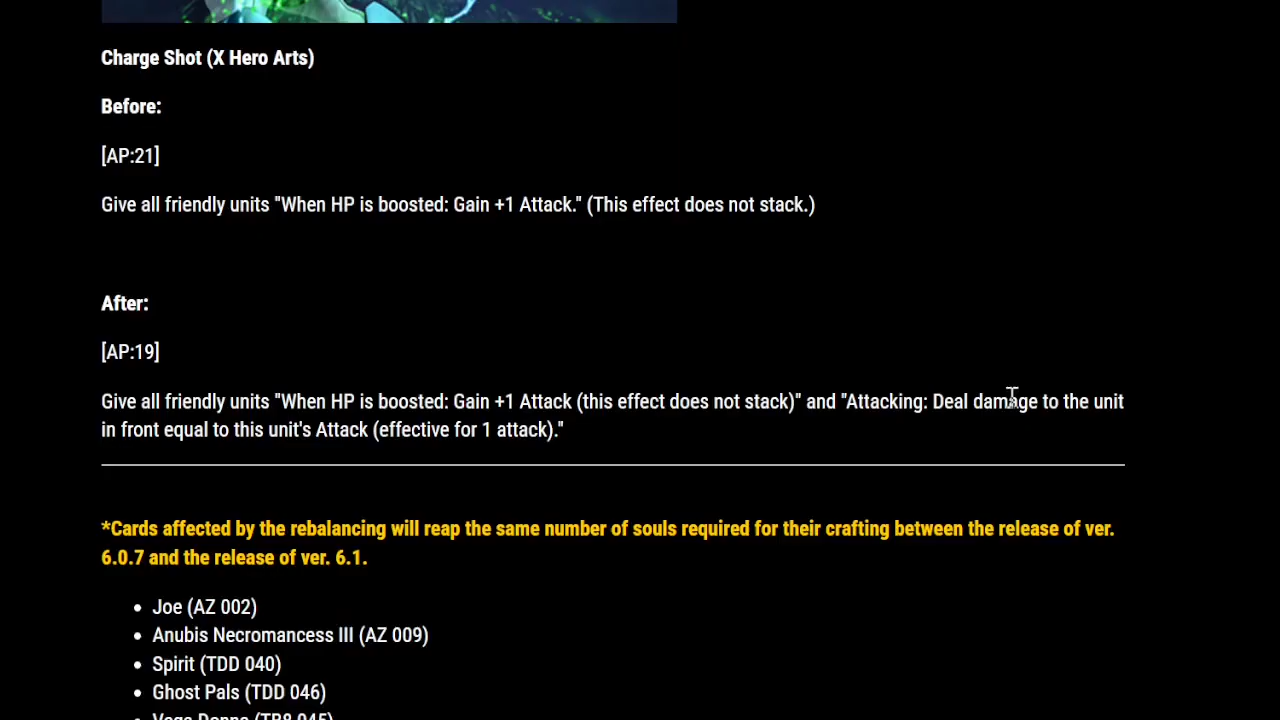 Charge Shot (X Hero Arts)
Before:
[AP:21]
Give all friendly units "When HP is boosted: Gain +1 Attack." (This effect does not stack.)
After:
[AP:19]
Give all friendly units "When HP is boosted: Gain +1 Attack (this effect does not stack)" and "Attacking: Deal damage to the unit
in front equal to this unit's Attack (effective for 1 attack)."
*Cards affected by the rebalancing will reap the same number of souls required for their crafting between the release of ver.
6.0.7 and the release of ver. 6.1.
• Joe (AZ 002)
• Anubis Necromancess III (AZ 009)
• Spirit (TDD 040)
• Ghost Pals (TDD 046)